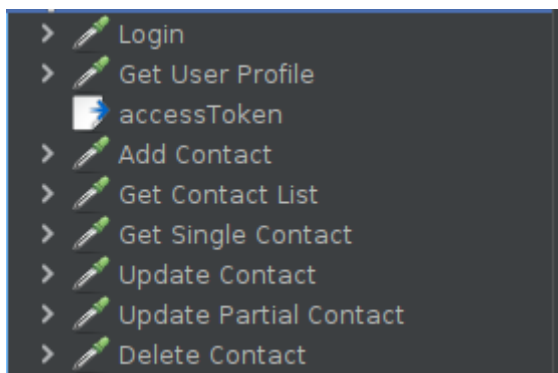 Login
Get User Profile
accessToken
Add Contact
Get Contact List
Get Single Contact
Update Contact
Update Partial Contact
Delete Contact